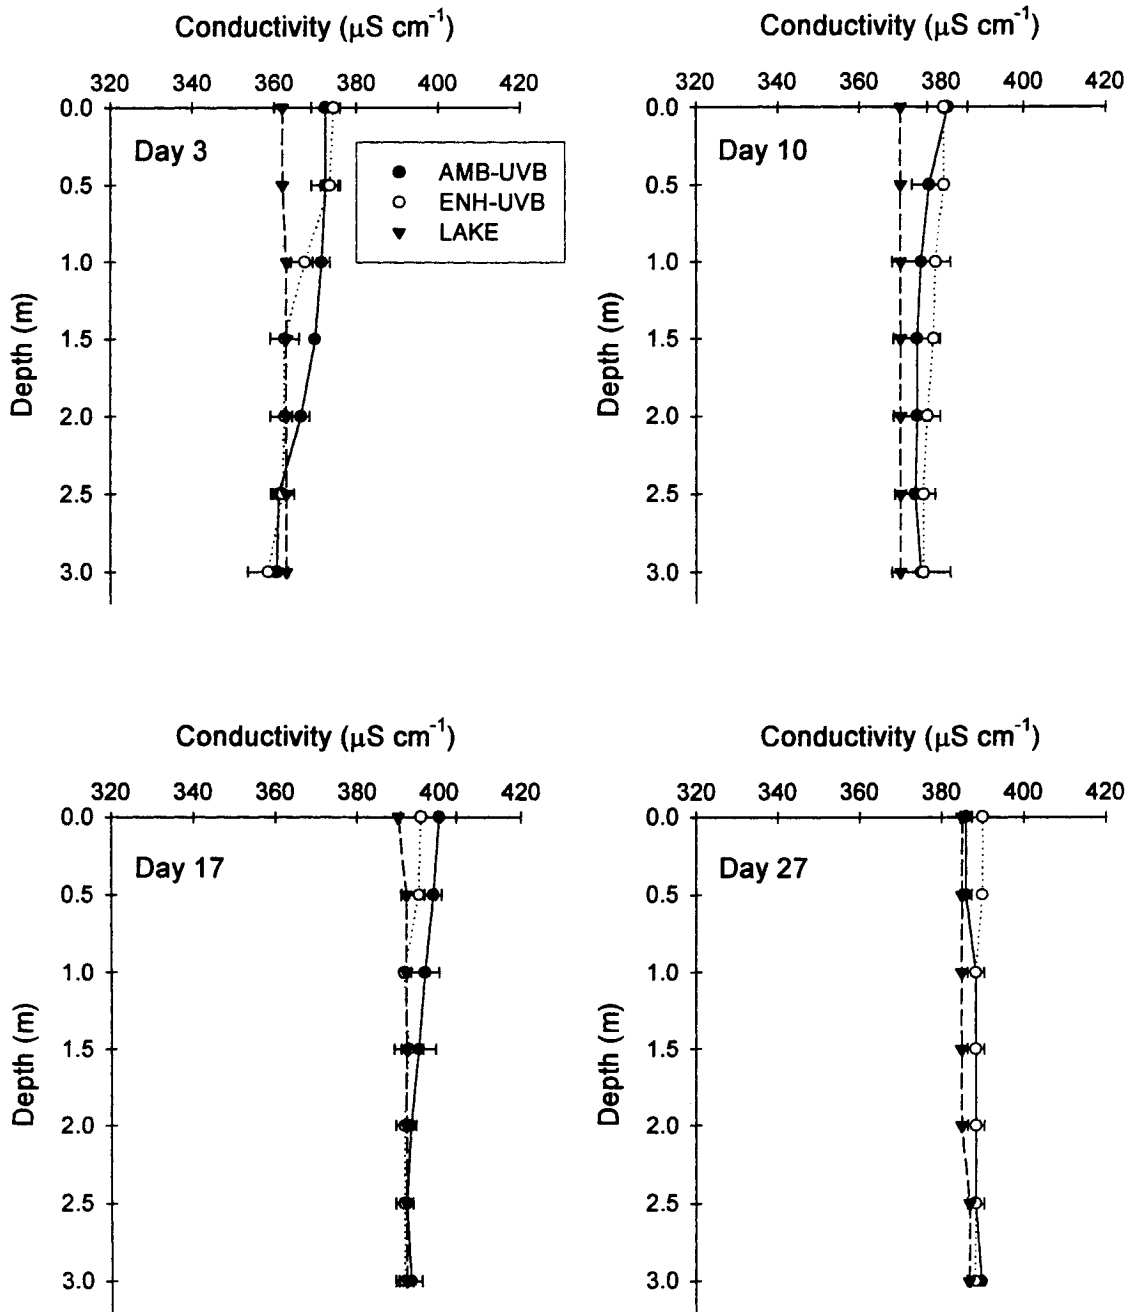 Conductivity (μS cm⁻¹)
320 340 360 380 400 420
0.0
Day 3
AMB-UVB
ENH-UVB
LAKE
0.5
1.0
1.5
2.0
2.5
3.0
Depth (m)
Conductivity (μS cm⁻¹)
320 340 360 380 400 420
0.0
Day 10
0.5
1.0
1.5
2.0
2.5
3.0
Depth (m)
Conductivity (μS cm⁻¹)
320 340 360 380 400 420
0.0
Day 17
0.5
1.0
1.5
2.0
2.5
3.0
Depth (m)
Conductivity (μS cm⁻¹)
320 340 360 380 400 420
0.0
Day 27
0.5
1.0
1.5
2.0
2.5
3.0
Depth (m)